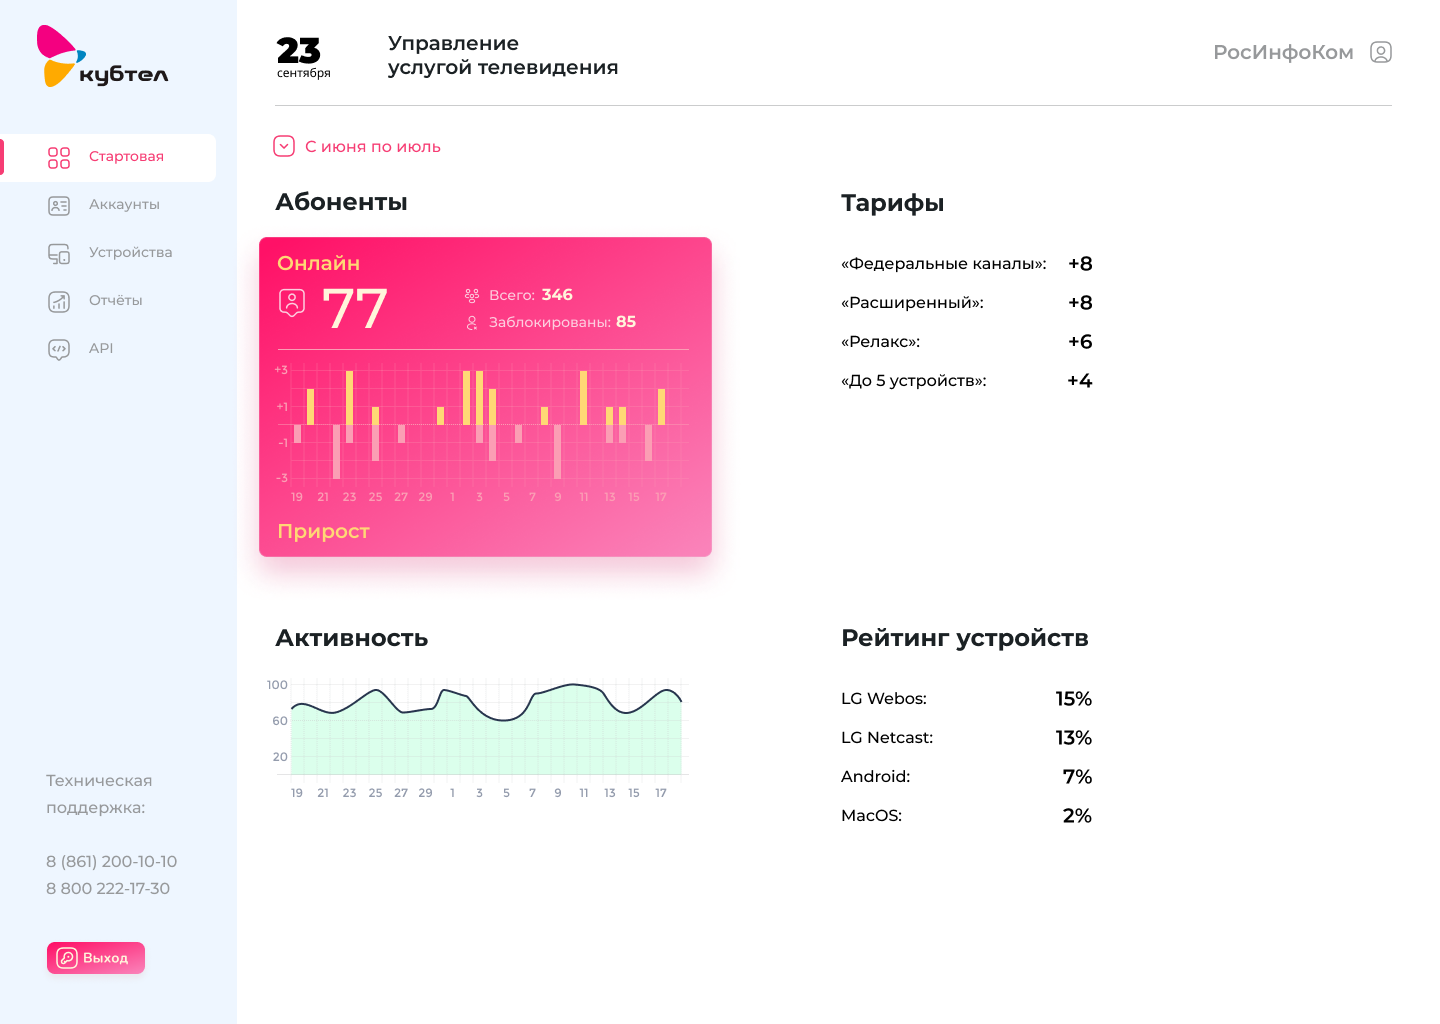 кубтел
Стартовая
Аккаунты
Устройства
Отчёты
API
Техническая
поддержка:
8 (861) 200-10-10
8 800 222-17-30
Выход
23
сентября
Управление
услугой телевидения
РосИнфоКом
С июня по июль
Абоненты
Онлайн
77
Всего: 346
Заблокированы: 85
+3
+1
-1
-3
19 21 23 25 27 29 1 3 5 7 9 11 13 15 17
Прирост
Тарифы
«Федеральные каналы»: +8
«Расширенный»: +8
«Релакс»: +6
«До 5 устройств»: +4
Активность
100
60
20
19 21 23 25 27 29 1 3 5 7 9 11 13 15 17
Рейтинг устройств
LG Webos: 15%
LG Netcast: 13%
Android: 7%
MacOS: 2%